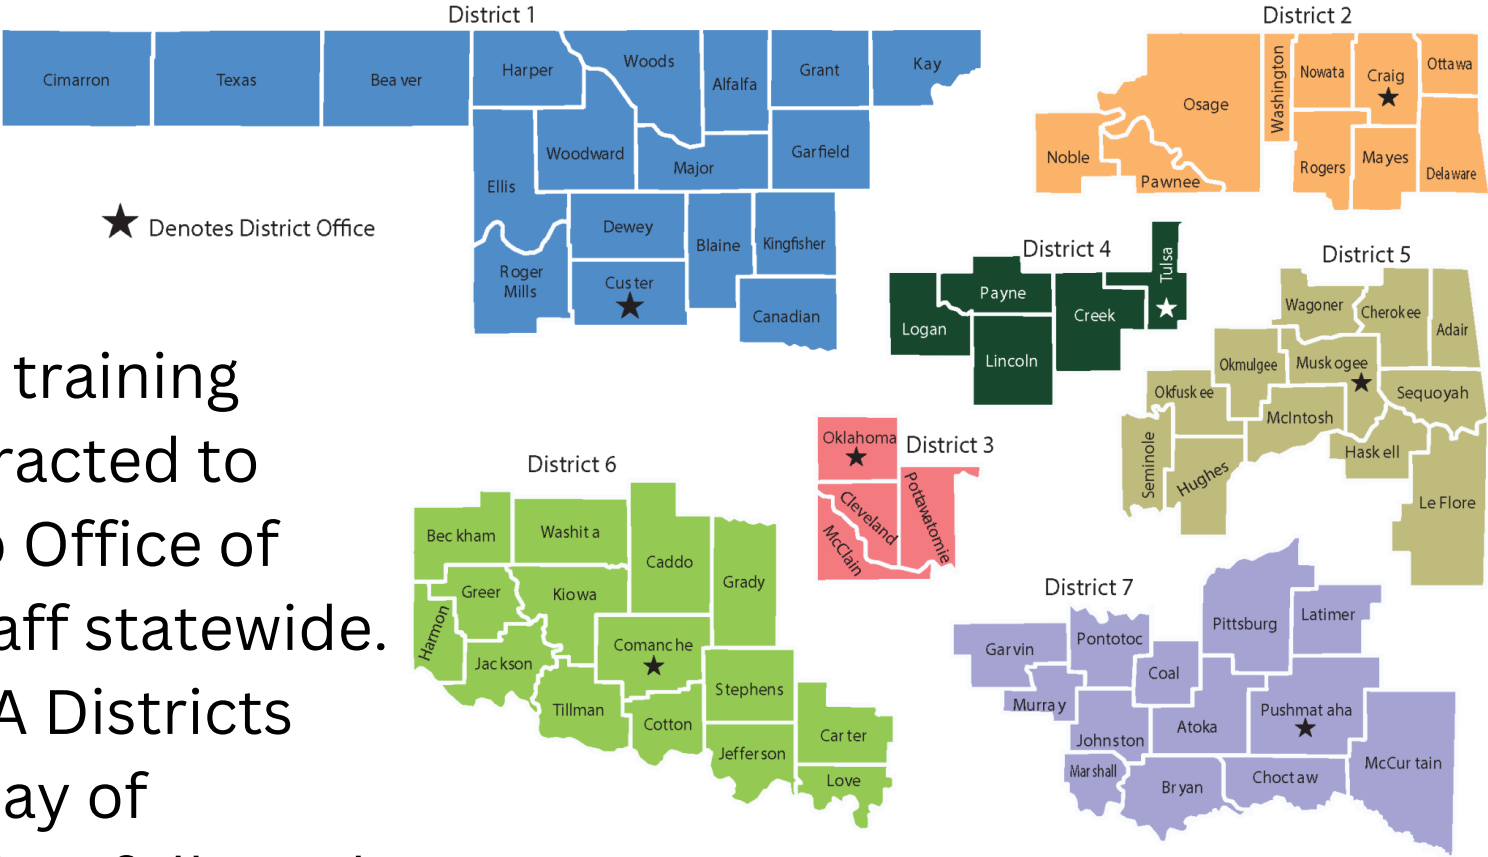 District 1
Cimarron
Texas
Beaver
Harper
Woods
Alfalfa
Grant
Kay
Woodward
Major
Garfield
Ellis
Dewey
Blaine
Kingfisher
Roger
Mills
Custer
Canadian
Denotes District Office
District 2
Osage
Washington
Nowata
Craig
Ottawa
Noble
Pawnee
Rogers
Mayes
Delaware
District 4
Logan
Payne
Lincoln
Creek
Tulsa
District 5
Wagoner
Cherokee
Adair
Okmulgee
Muskogee
Sequoyah
Okfuskee
McIntosh
Haskell
Seminole
Hughes
Le Flore
District 3
Oklahoma
Cleveland
McClain
Pottawatomie
District 6
Beckham
Washita
Caddo
Grady
Greer
Kiowa
Harmon
Jackson
Comanche
Tillman
Cotton
Stephens
Jefferson
Carter
Love
District 7
Garvin
Pontotoc
Pittsburg
Latimer
Coal
Murray
Johnston
Atoka
Pushmataha
Marshall
Bryan
Choctaw
McCurtain
training
racted to
Office of
aff statewide.
A Districts
ay of